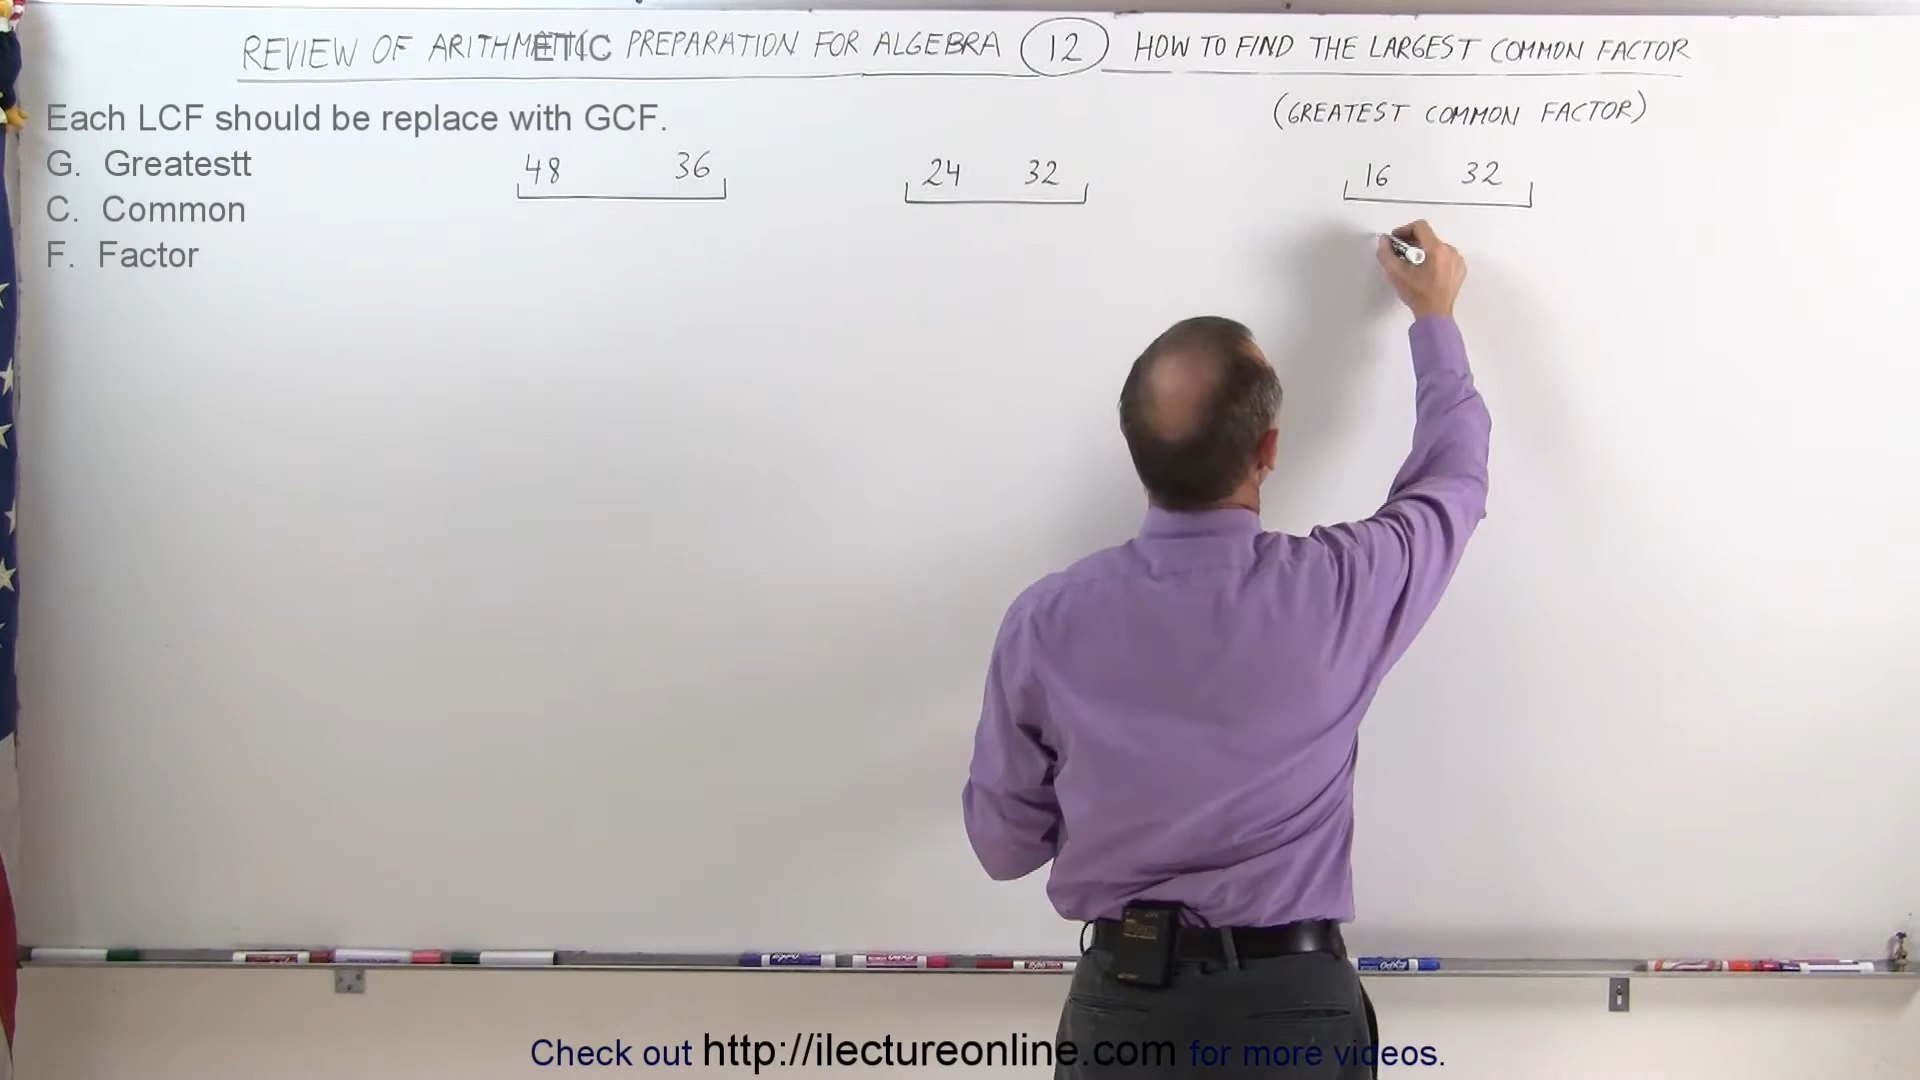 REVIEW OF ARITHMETIC PREPARATION FOR ALGEBRA 12 HOW TO FIND THE LARGEST COMMON FACTOR
(GREATEST COMMON FACTOR)
Each LCF should be replace with GCF.
G. Greatestt
C. Common
F. Factor
48 36
24 32
16 32
Check out http://ilectureonline.com for more videos.